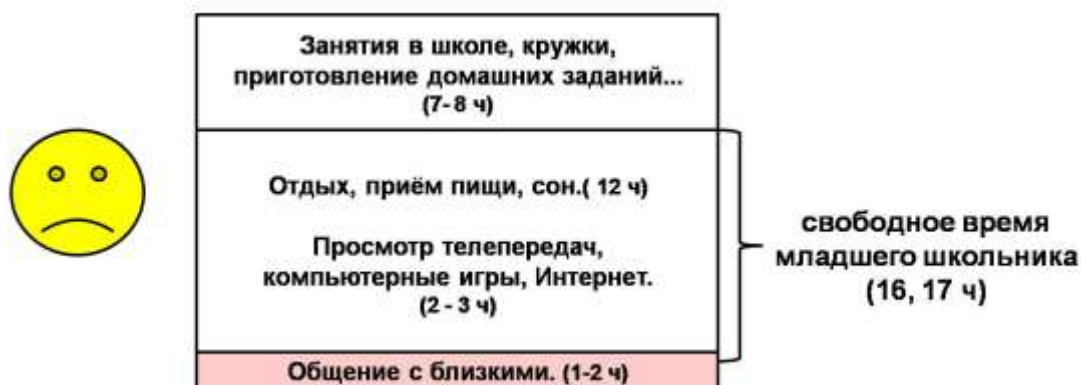 Занятия в школе, кружки,
приготовление домашних заданий...
(7- 8 ч)
Отдых, приём пищи, сон.( 12 ч)
Просмотр телепередач,
компьютерные игры, Интернет.
(2 - 3 ч)
Общение с близкими. (1-2 ч)
свободное время
младшего школьника
(16, 17 ч)